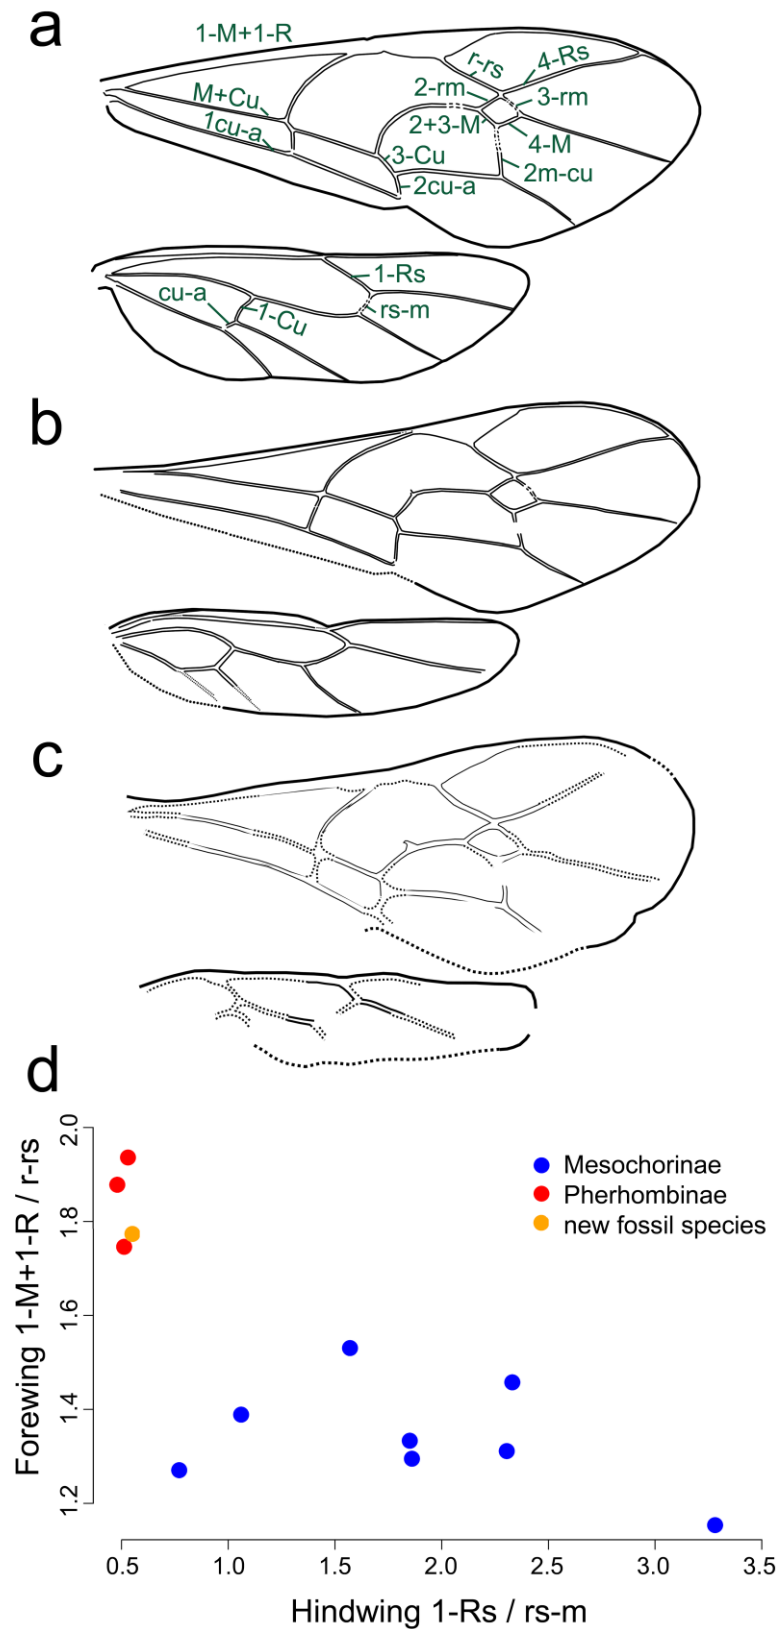 a
1-M+1-R
r-rs
4-Rs
2-rm
3-rm
M+Cu
2+3-M
4-M
1cu-a
3-Cu
2m-cu
2cu-a
1-Rs
cu-a
1-Cu
rs-m
b
c
d
Forewing 1-M+1-R / r-rs
2.0
1.8
1.6
1.4
1.2
Mesochorinae
Pherhombinae
new fossil species
0.5 1.0 1.5 2.0 2.5 3.0 3.5
Hindwing 1-Rs / rs-m